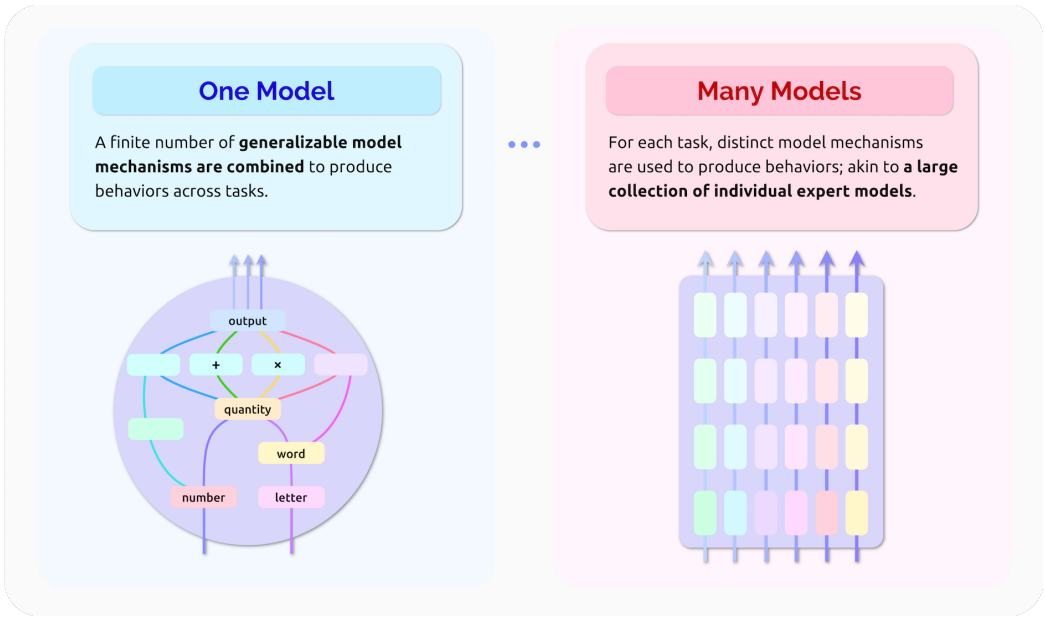 One Model
A finite number of generalizable model
mechanisms are combined to produce
behaviors across tasks.
Many Models
For each task, distinct model mechanisms
are used to produce behaviors; akin to a large
collection of individual expert models.
output
+
×
quantity
word
number
letter